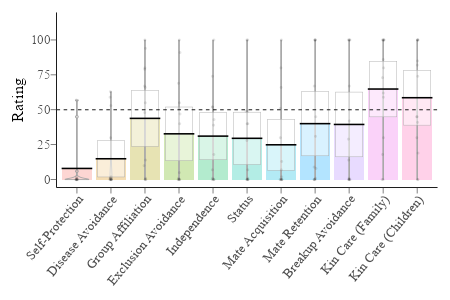 Rating
100
75
50
25
0
Self-Protection
Disease Avoidance
Group Affiliation
Exclusion Avoidance
Independence
Status
Mate Acquisition
Mate Retention
Breakup Avoidance
Kin Care (Family)
Kin Care (Children)